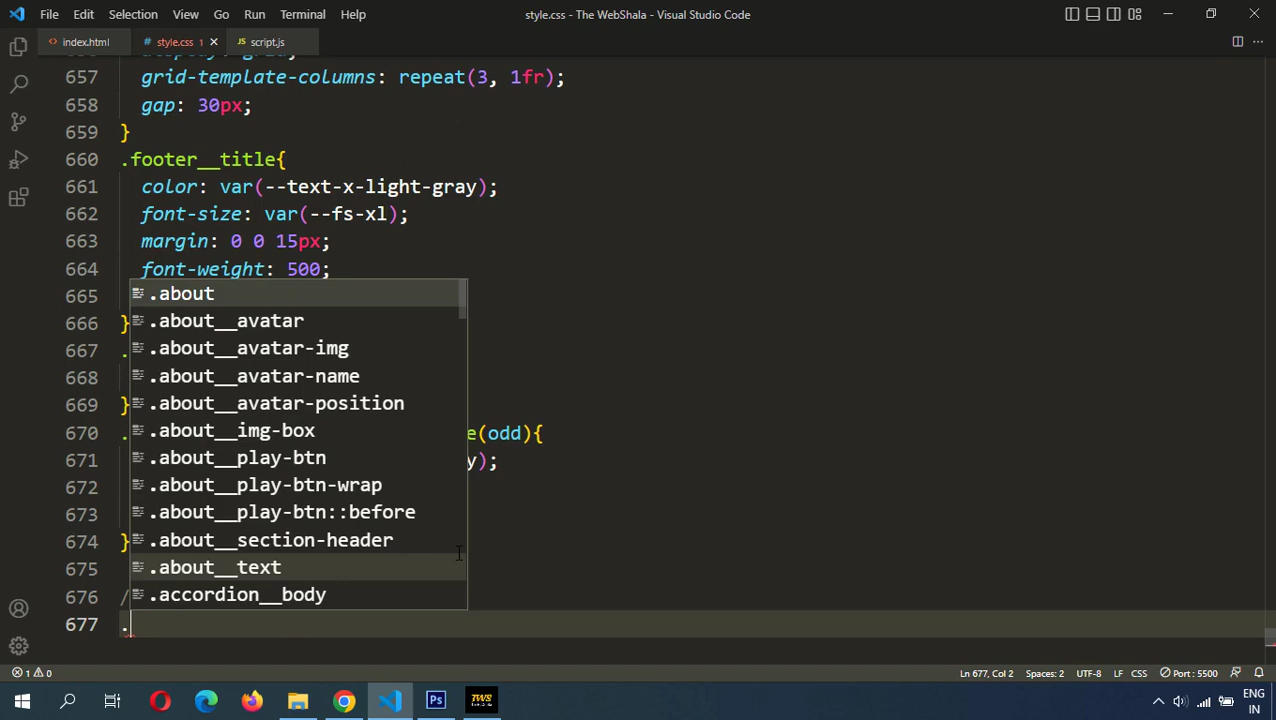 File Edit Selection View Go Run Terminal Help style.css - The WebShala - Visual Studio Code
index.html style.css 1 script.js
657 grid-template-columns: repeat(3, 1fr);
658 gap: 30px;
659 }
660 .footer__title{
661 color: var(--text-x-light-gray);
662 font-size: var(--fs-xl);
663 margin: 0 0 15px;
664 font-weight: 500;
665 .about
666 } .about__avatar
667 . .about__avatar-img
668 .about__avatar-name
669 } .about__avatar-position
670 . .about__img-box e(odd){
671 .about__play-btn y);
672 .about__play-btn-wrap
673 .about__play-btn::before
674 } .about__section-header
675 .about__text
676 / .accordion__body
677 .
1 0 Ln 677, Col 2 Spaces: 2 UTF-8 LF CSS Port : 5500
Ps TWS ENG
IN